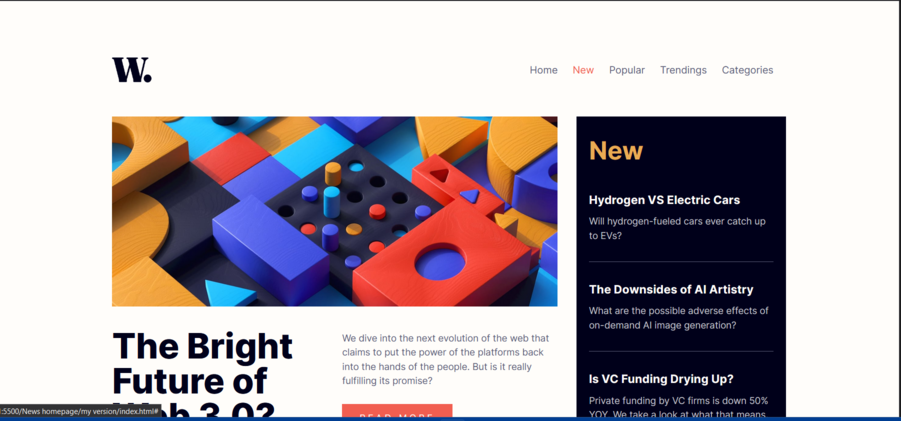 W.
Home New Popular Trendings Categories
New
Hydrogen VS Electric Cars
Will hydrogen-fueled cars ever catch up
to EVs?
The Downsides of AI Artistry
What are the possible adverse effects of
on-demand AI image generation?
Is VC Funding Drying Up?
Private funding by VC firms is down 50%
YOY. We take a look at what that means
The Bright
Future of
Web 3.0?
We dive into the next evolution of the web that
claims to put the power of the platforms back
into the hands of the people. But is it really
fulfilling its promise?
READ MORE
:5500/News homepage/my version/index.html#